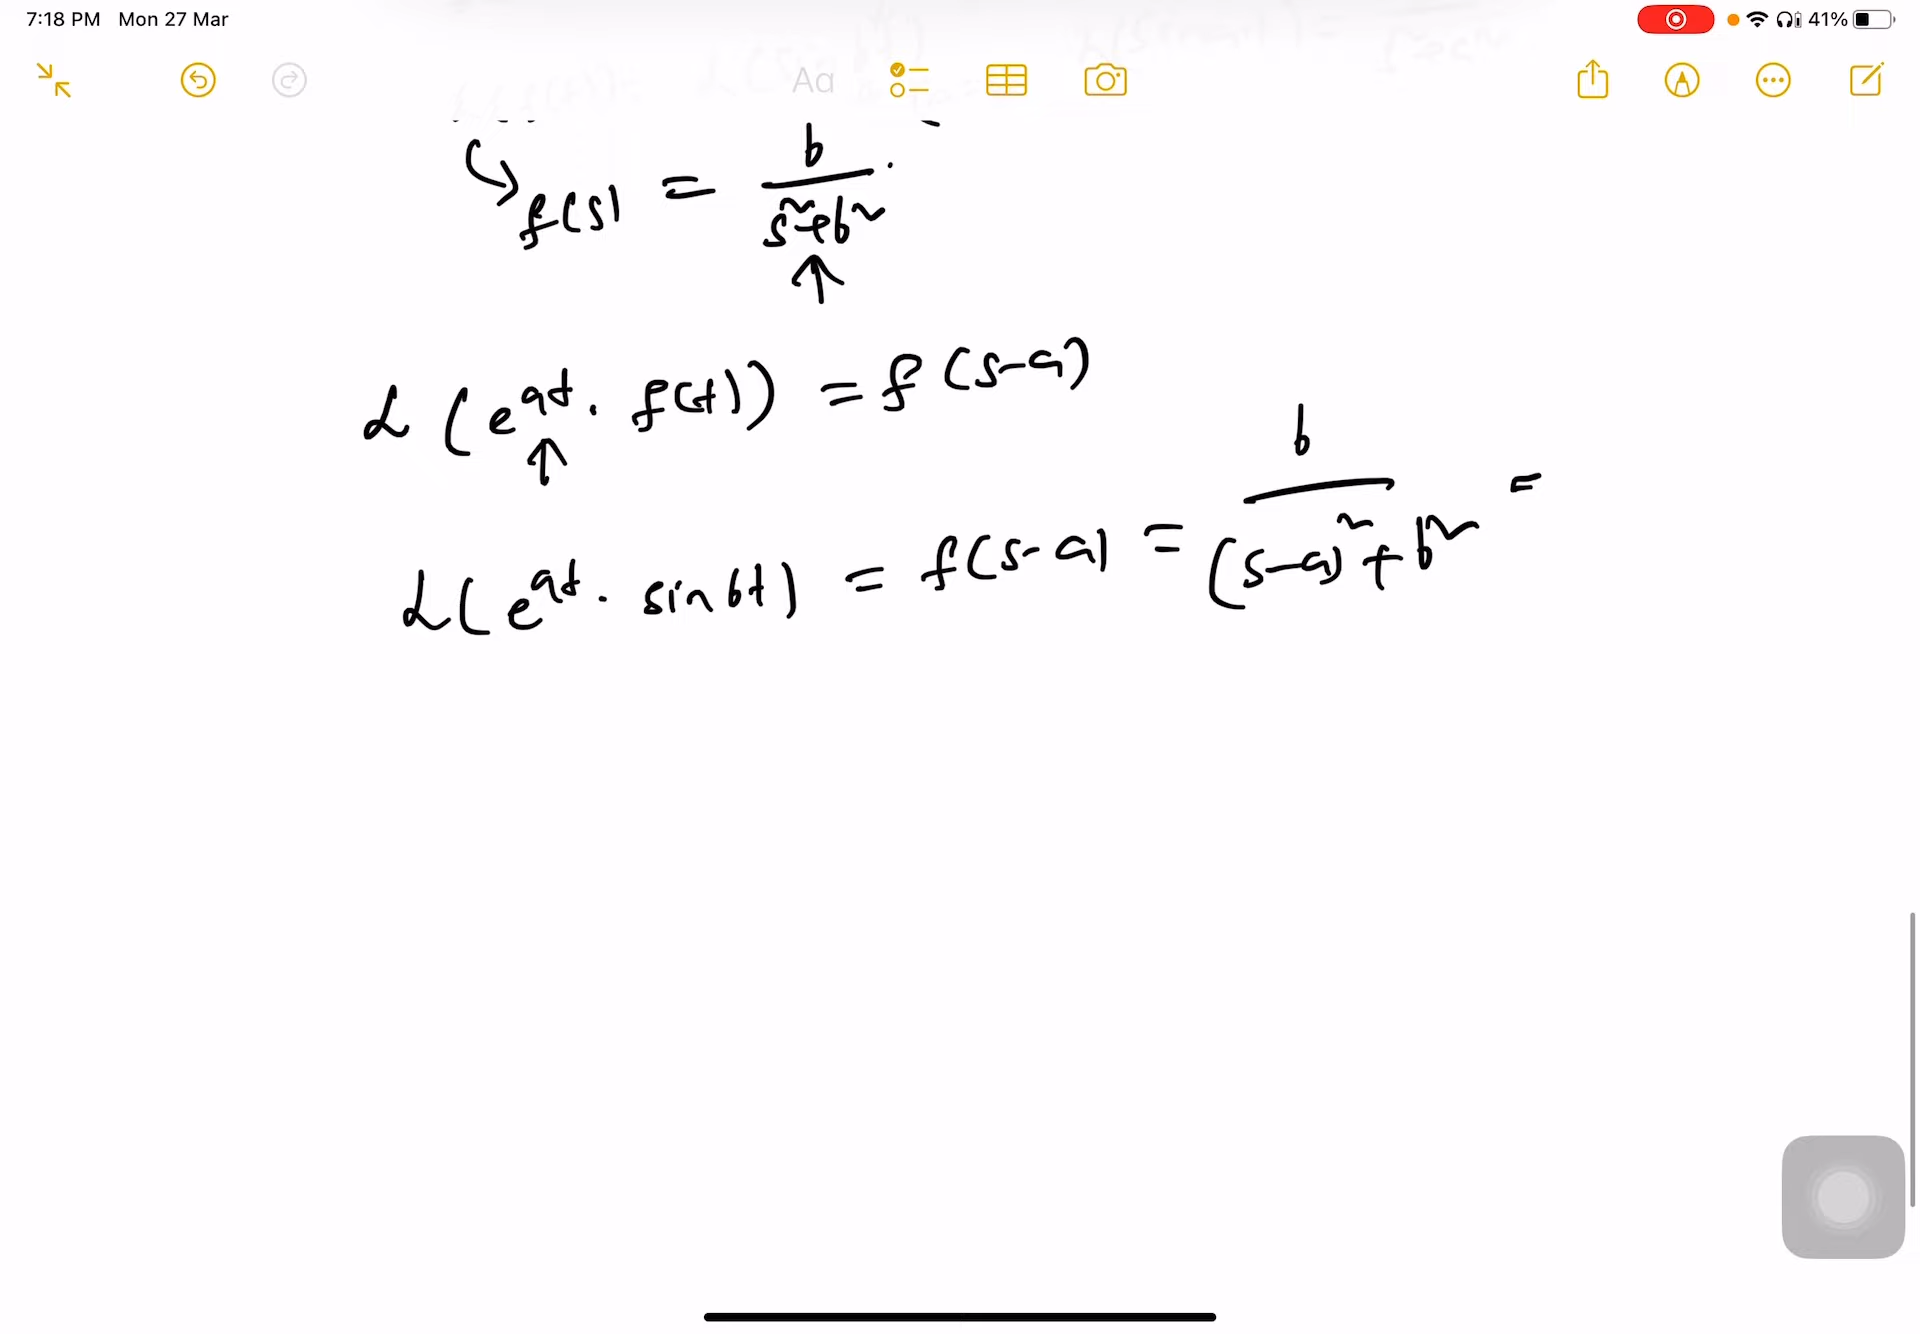 7:18 PM Mon 27 Mar 41%
Aa
f(s) = b / (s² + b²) .
L(e^at . f(t)) = f(s-a)
L(e^at . sin bt) = f(s-a) = b / ((s-a)² + b²) =